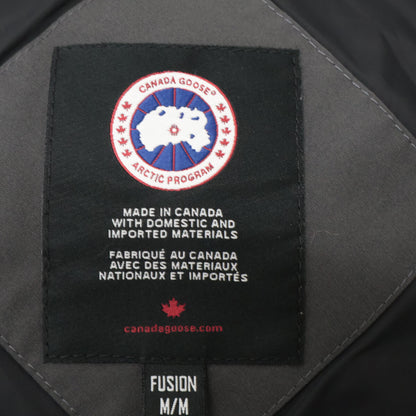 CANADA GOOSE®
ARCTIC PROGRAM
MADE IN CANADA
WITH DOMESTIC AND
IMPORTED MATERIALS
FABRIQUÉ AU CANADA
AVEC DES MATERIAUX
NATIONAUX ET IMPORTÉS
canadagoose.com
FUSION
M/M